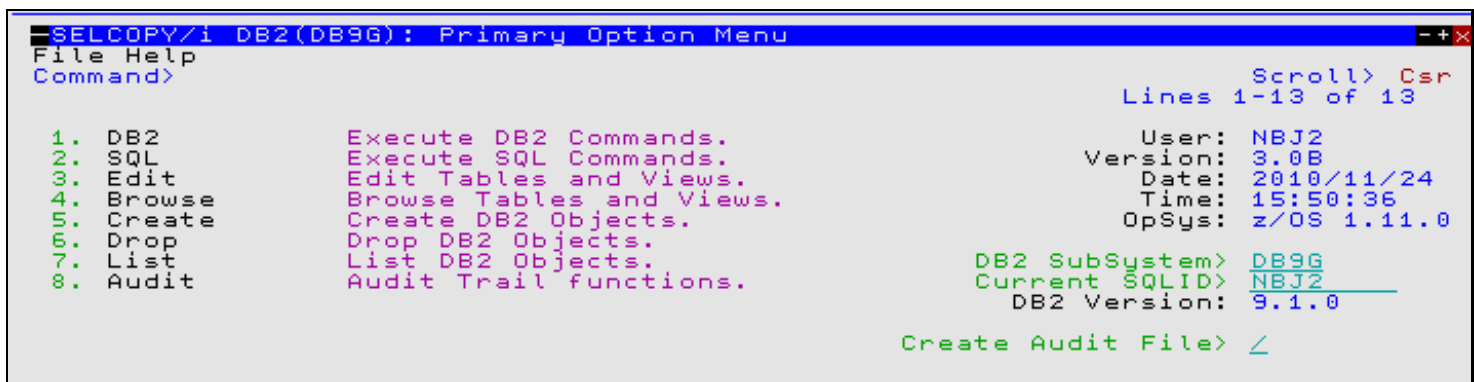 SELCOPY/i DB2(DB9G): Primary Option Menu - + x
File Help
Command> Scroll> Csr
Lines 1-13 of 13
1. DB2 Execute DB2 Commands. User: NBJ2
2. SQL Execute SQL Commands. Version: 3.0B
3. Edit Edit Tables and Views. Date: 2010/11/24
4. Browse Browse Tables and Views. Time: 15:50:36
5. Create Create DB2 Objects. OpSys: z/OS 1.11.0
6. Drop Drop DB2 Objects.
7. List List DB2 Objects. DB2 SubSystem> DB9G
8. Audit Audit Trail functions. Current SQLID> NBJ2
DB2 Version: 9.1.0
Create Audit File> /